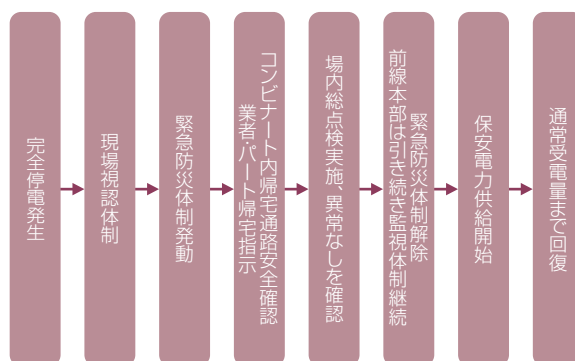 完全停電発生
現場視認体制
緊急防災体制発動
コンビナート内帰宅通路安全確認
業者・パート帰宅指示
場内総点検実施、異常なしを確認
緊急防災体制解除
前線本部は引き続き監視体制継続
保安電力供給開始
通常受電量まで回復